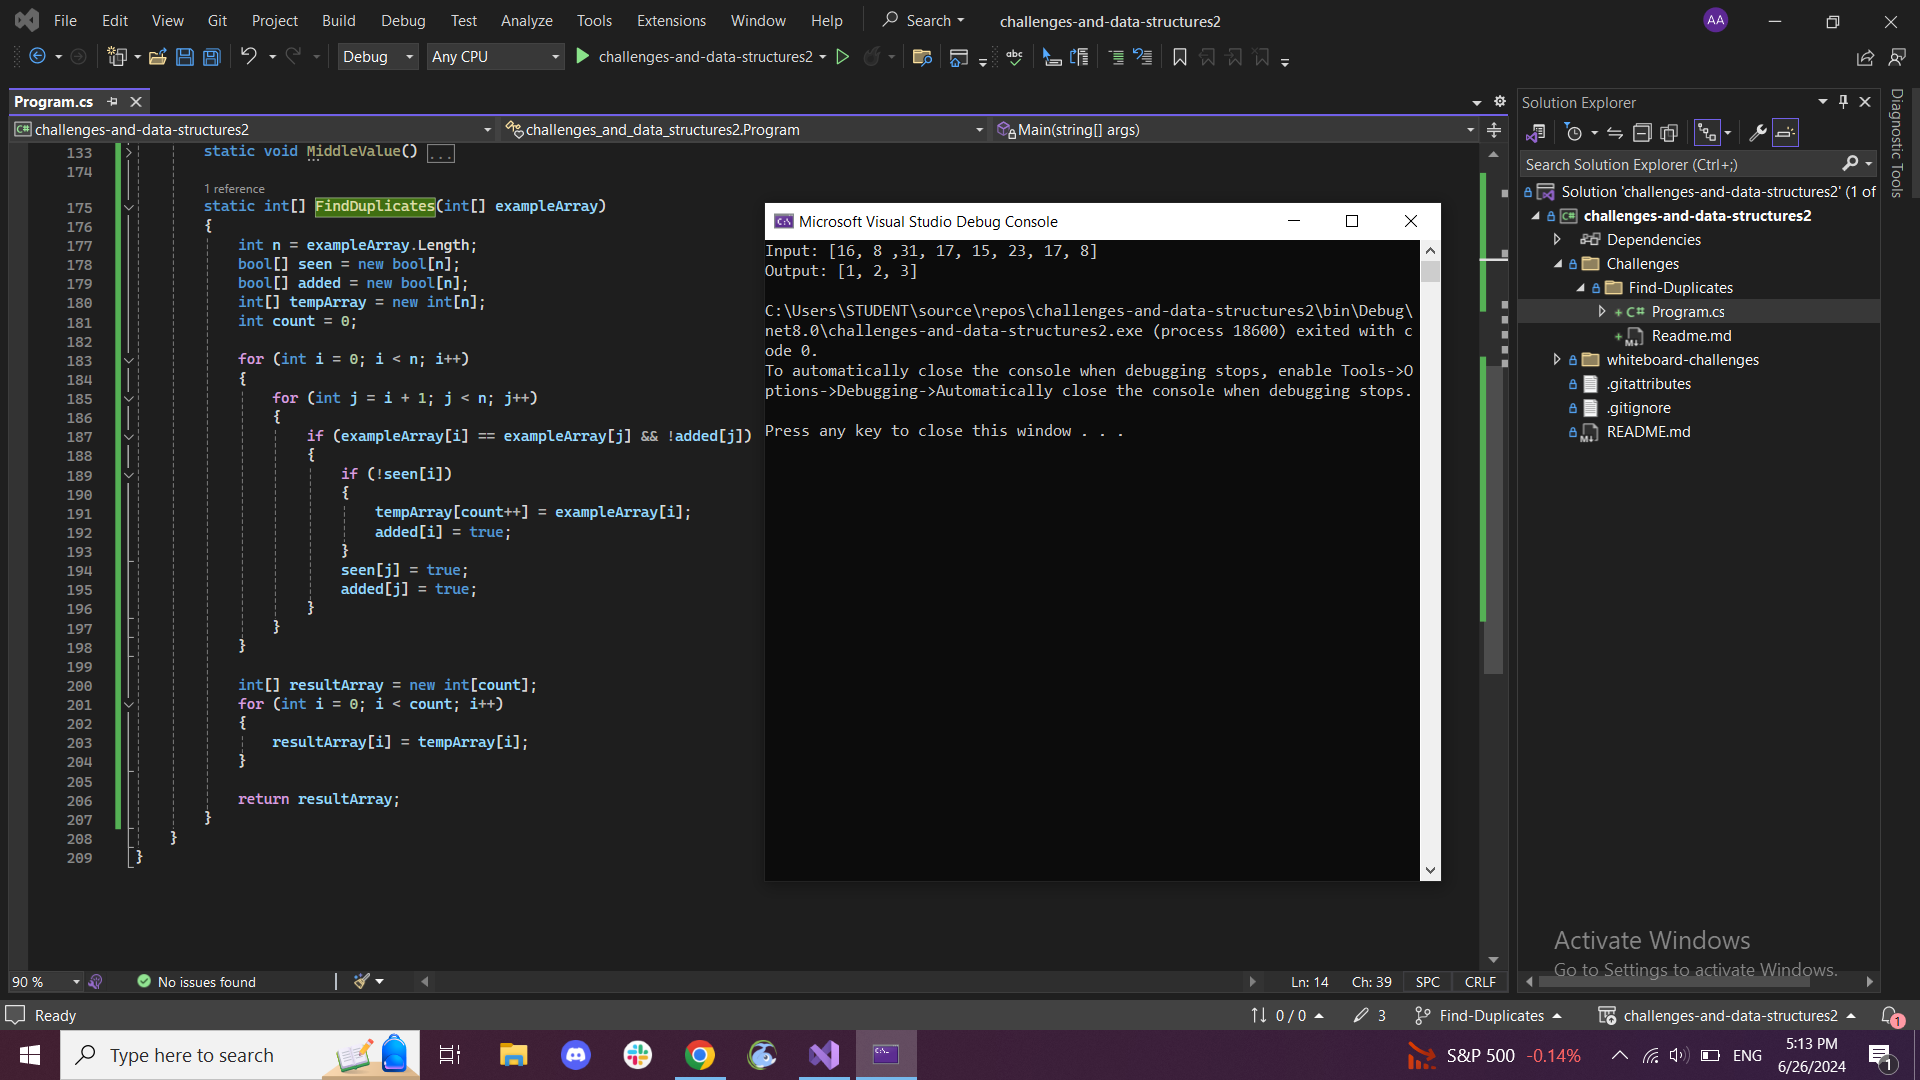 File Edit View Git Project Build Debug Test Analyze Tools Extensions Window Help Search challenges-and-data-structures2 AA
Debug Any CPU challenges-and-data-structures2
Program.cs
challenges-and-data-structures2 challenges_and_data_structures2.Program Main(string[] args)
133 static void MiddleValue() ...
174
1 reference
175 static int[] FindDuplicates(int[] exampleArray)
176 {
177 int n = exampleArray.Length;
178 bool[] seen = new bool[n];
179 bool[] added = new bool[n];
180 int[] tempArray = new int[n];
181 int count = 0;
182
183 for (int i = 0; i < n; i++)
184 {
185 for (int j = i + 1; j < n; j++)
186 {
187 if (exampleArray[i] == exampleArray[j] && !added[j])
188 {
189 if (!seen[i])
190 {
191 tempArray[count++] = exampleArray[i];
192 added[i] = true;
193 }
194 seen[j] = true;
195 added[j] = true;
196 }
197 }
198 }
199
200 int[] resultArray = new int[count];
201 for (int i = 0; i < count; i++)
202 {
203 resultArray[i] = tempArray[i];
204 }
205
206 return resultArray;
207 }
208 }
209 }
Microsoft Visual Studio Debug Console
Input: [16, 8 ,31, 17, 15, 23, 17, 8]
Output: [1, 2, 3]
C:\Users\STUDENT\source\repos\challenges-and-data-structures2\bin\Debug\
net8.0\challenges-and-data-structures2.exe (process 18600) exited with c
ode 0.
To automatically close the console when debugging stops, enable Tools->O
ptions->Debugging->Automatically close the console when debugging stops.
Press any key to close this window . . .
Solution Explorer
Search Solution Explorer (Ctrl+;)
Solution 'challenges-and-data-structures2' (1 of
challenges-and-data-structures2
Dependencies
Challenges
Find-Duplicates
Program.cs
Readme.md
whiteboard-challenges
.gitattributes
.gitignore
README.md
Diagnostic Tools
Activate Windows
Go to Settings to activate Windows.
90 % No issues found Ln: 14 Ch: 39 SPC CRLF
Ready 0 / 0 3 Find-Duplicates challenges-and-data-structures2 1
Type here to search S&P 500 -0.14% ENG 5:13 PM
6/26/2024 1